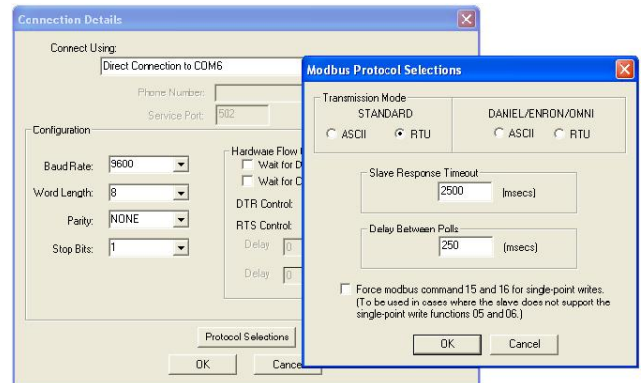 Connection Details
Connect Using:
Direct Connection to COM6
Phone Number:
Service Port: 502
Configuration
Baud Rate: 9600
Word Length: 8
Parity: NONE
Stop Bits: 1
Hardware Flow
Wait for D
Wait for C
DTR Control:
RTS Control:
Delay 0
Delay 0
Protocol Selections
OK
Modbus Protocol Selections
Transmission Mode
STANDARD
DANIEL/ENRON/OMNI
ASCII RTU
ASCII RTU
Slave Response Timeout
2500 (msecs)
Delay Between Polls
250 (msecs)
Force modbus command 15 and 16 for single-point writes.
(To be used in cases where the slave does not support the
single-point write functions 05 and 06.)
OK Cancel